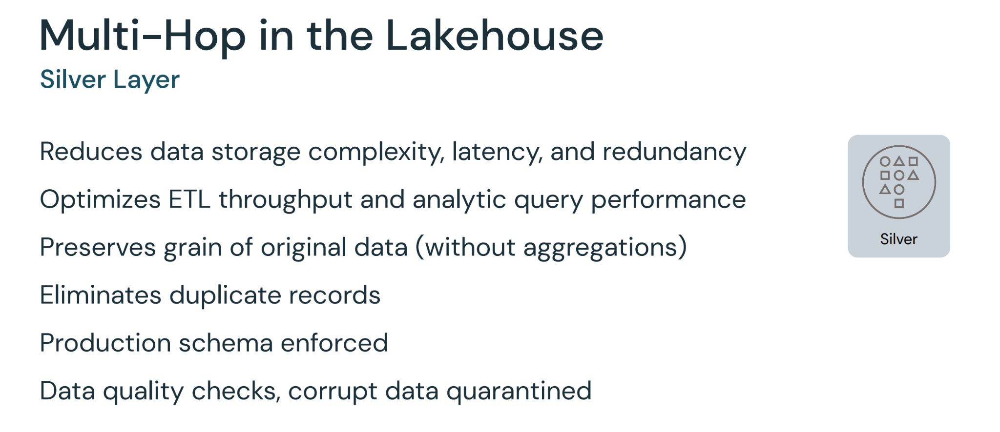 Multi-Hop in the Lakehouse
Silver Layer
Reduces data storage complexity, latency, and redundancy
Optimizes ETL throughput and analytic query performance
Preserves grain of original data (without aggregations)
Eliminates duplicate records
Production schema enforced
Data quality checks, corrupt data quarantined
Silver